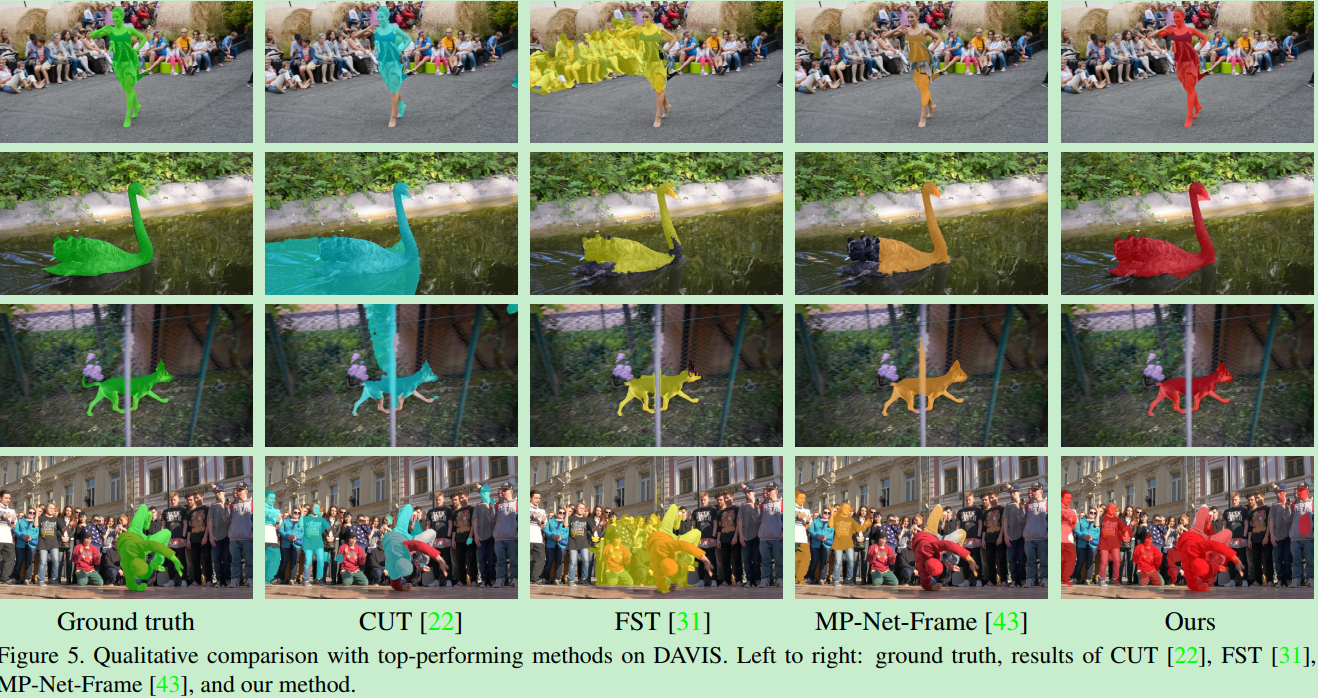 Ground truth
CUT [22]
FST [31]
MP-Net-Frame [43]
Ours
Figure 5. Qualitative comparison with top-performing methods on DAVIS. Left to right: ground truth, results of CUT [22], FST [31],
MP-Net-Frame [43], and our method.